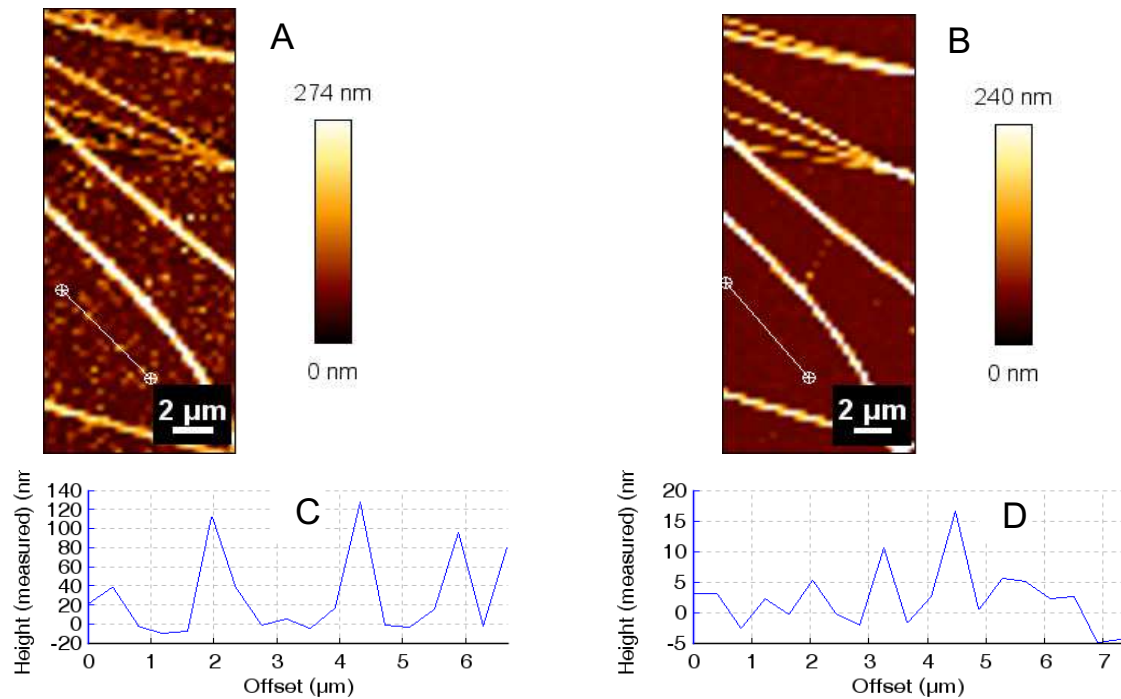 A
274 nm
0 nm
2 µm
B
240 nm
0 nm
2 µm
C
Height (measured) (nm
140
120
100
80
60
40
20
0
-20
0 1 2 3 4 5 6
Offset (µm)
D
Height (measured) (nm
20
15
10
5
0
-5
0 1 2 3 4 5 6 7
Offset (µm)